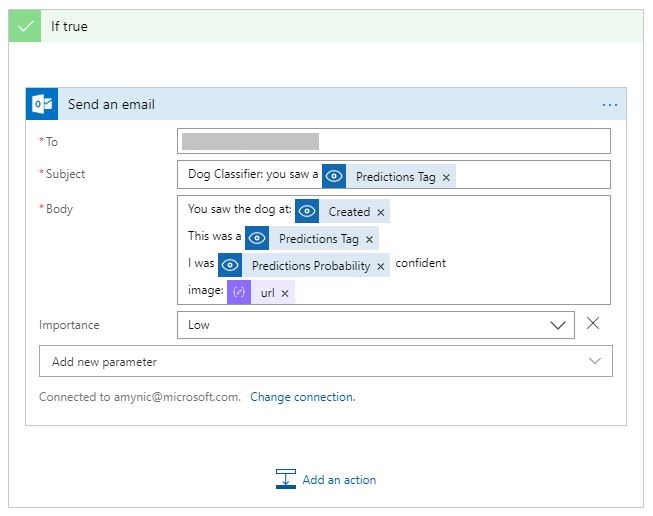 If true
Send an email ...
* To
* Subject Dog Classifier: you saw a Predictions Tag ×
* Body You saw the dog at: Created ×
This was a Predictions Tag ×
I was Predictions Probability × confident
image: url ×
Importance Low
Add new parameter
Connected to amynic@microsoft.com. Change connection.
Add an action